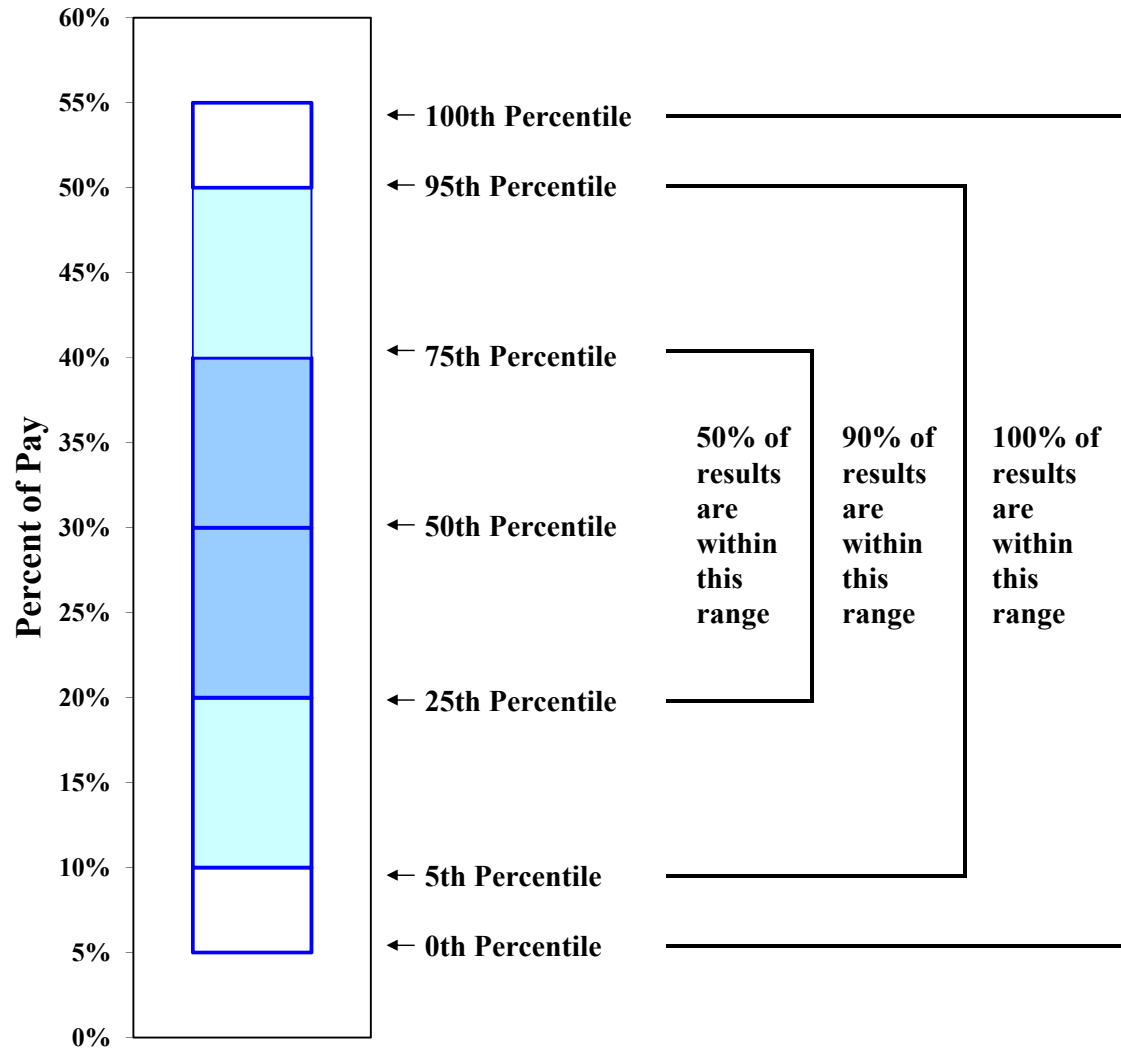 60%
55%
50%
45%
40%
35%
30%
25%
20%
15%
10%
5%
0%
Percent of Pay
← 100th Percentile
← 95th Percentile
← 75th Percentile
← 50th Percentile
← 25th Percentile
← 5th Percentile
← 0th Percentile
50% of
results
are
within
this
range
90% of
results
are
within
this
range
100% of
results
are
within
this
range